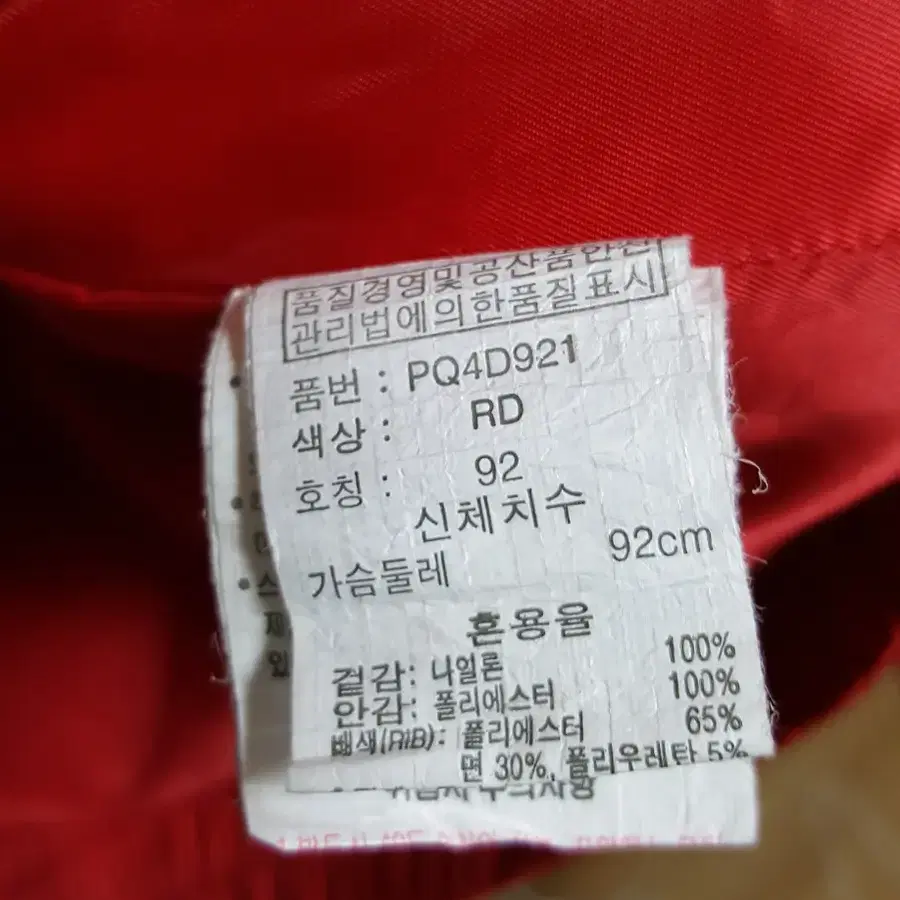 품질경영및공산품안전
관리법에의한품질표시
품번 : PQ4D921
색상 : RD
호칭 : 92
신체치수
가슴둘레 92cm
혼용율
겉감: 나일론 100%
안감: 폴리에스터 100%
배색(RIB): 폴리에스터 65%
면 30%, 폴리우레탄 5%